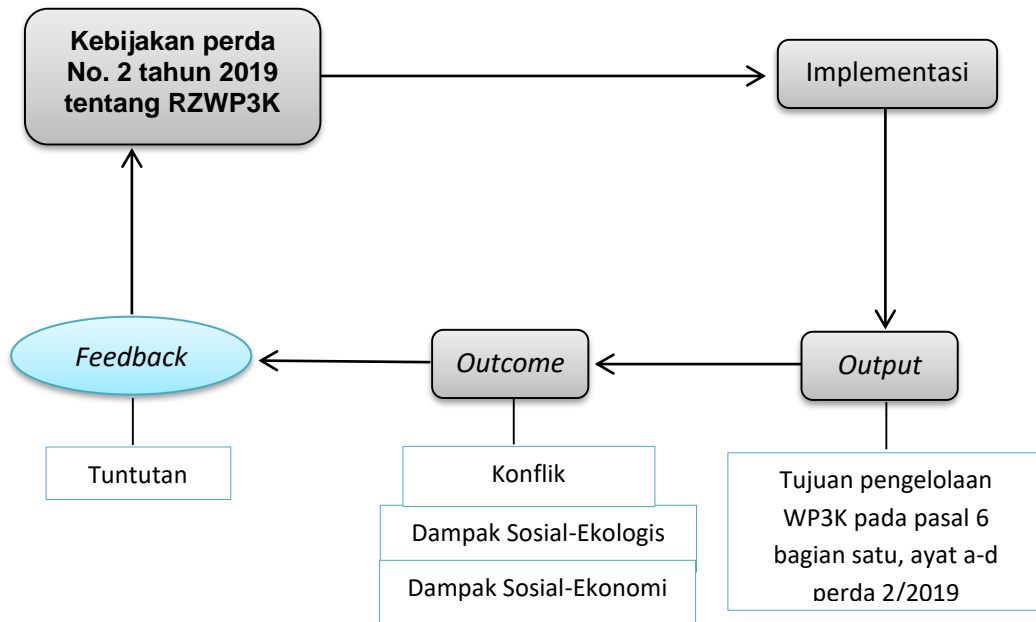 Kebijakan perda
No. 2 tahun 2019
tentang RZWP3K
Implementasi
Feedback
Outcome
Output
Tuntutan
Konflik
Dampak Sosial-Ekologis
Dampak Sosial-Ekonomi
Tujuan pengelolaan
WP3K pada pasal 6
bagian satu, ayat a-d
perda 2/2019